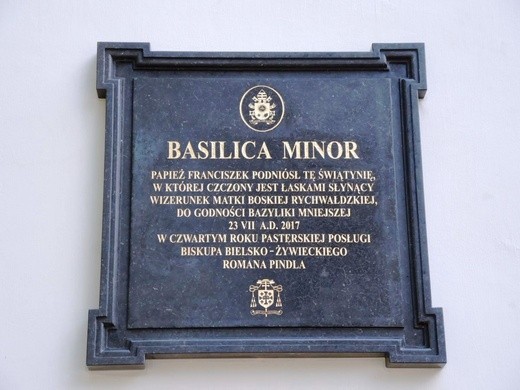 BASILICA MINOR
PAPIEŻ FRANCISZEK PODNIÓSŁ TĘ ŚWIĄTYNIĘ,
W KTÓREJ CZCZONY JEST ŁASKAMI SŁYNĄCY
WIZERUNEK MATKI BOSKIEJ RYCHWAŁDZKIEJ,
DO GODNOŚCI BAZYLIKI MNIEJSZEJ
23 VII A.D. 2017
W CZWARTYM ROKU PASTERSKIEJ POSŁUGI
BISKUPA BIELSKO - ŻYWIECKIEGO
ROMANA PINDLA